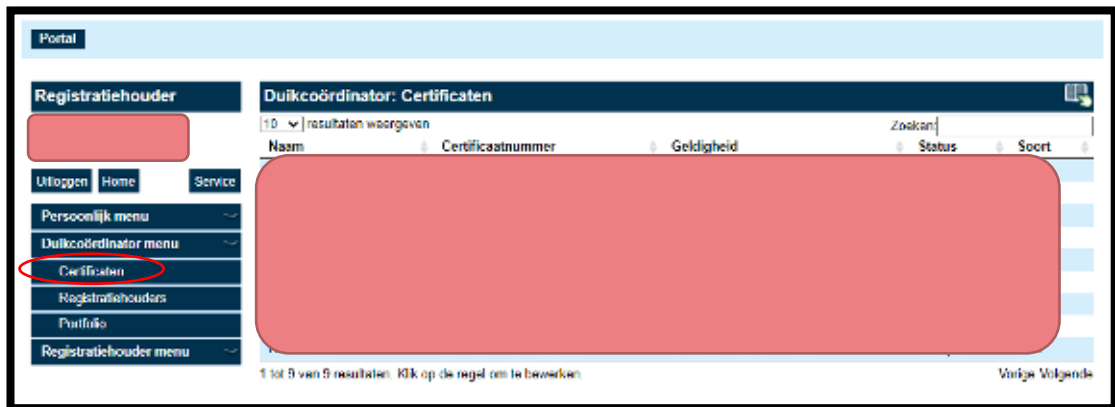 Portal
Registratiehouder
Duikcoördinator: Certificaten
10 resultaten weergeven
Zoeken:
Naam Certificaatnummer Geldigheid Status Soort
Uitloggen Home Service
Persoonlijk menu
Duikcoördinator menu
Certificaten
Registratiehouders
Portfolio
Registratiehouder menu
1 tot 9 van 9 resultaten. Klik op de regel om te bewerken.
Vorige Volgende